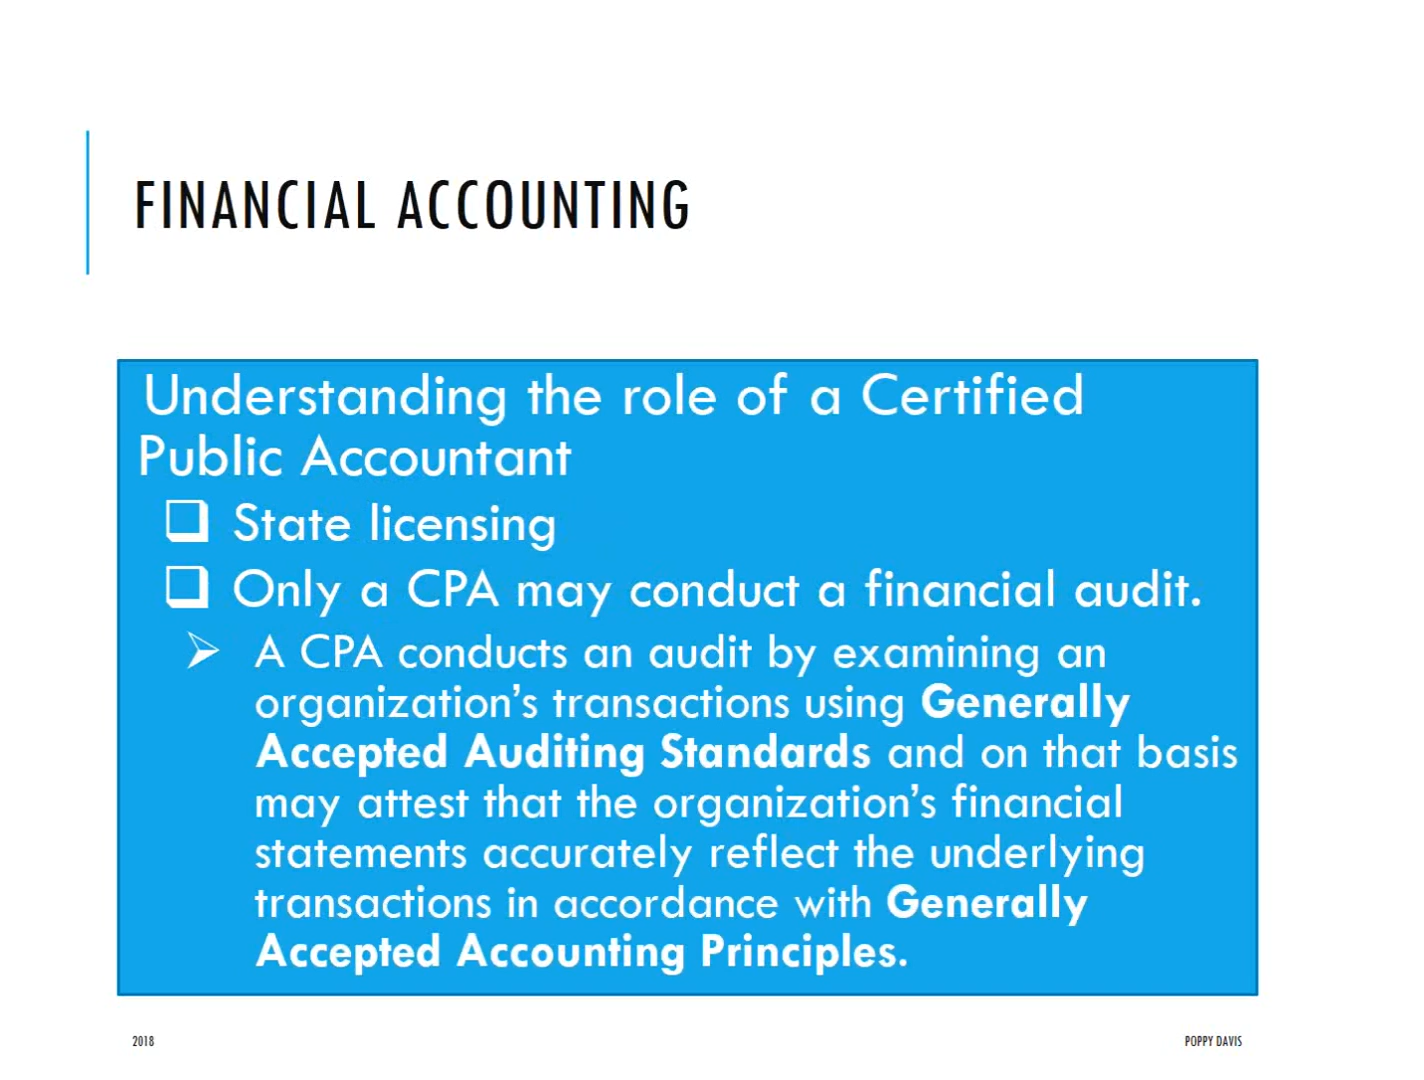 FINANCIAL ACCOUNTING
Understanding the role of a Certified
Public Accountant
❑ State licensing
❑ Only a CPA may conduct a financial audit.
➢ A CPA conducts an audit by examining an
organization’s transactions using Generally
Accepted Auditing Standards and on that basis
may attest that the organization’s financial
statements accurately reflect the underlying
transactions in accordance with Generally
Accepted Accounting Principles.
2018
POPPY DAVIS